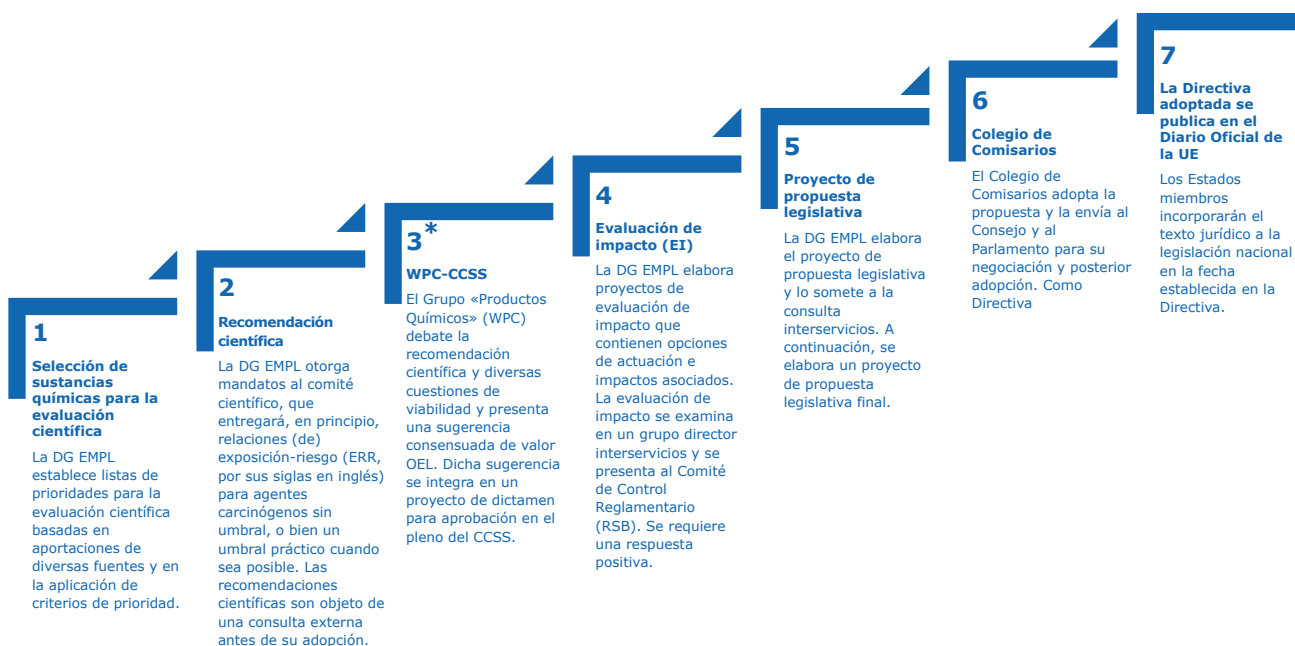 1
Selección de
sustancias
químicas para la
evaluación
científica
La DG EMPL
establece listas de
prioridades para la
evaluación científica
basadas en
aportaciones de
diversas fuentes y en
la aplicación de
criterios de prioridad.
2
Recomendación
científica
La DG EMPL otorga
mandatos al comité
científico, que
entregará, en principio,
relaciones (de)
exposición-riesgo (ERR,
por sus siglas en inglés)
para agentes
carcinógenos sin
umbral, o bien un
umbral práctico cuando
sea posible. Las
recomendaciones
científicas son objeto de
una consulta externa
antes de su adopción.
3*
WPC-CCSS
El Grupo «Productos
Químicos» (WPC)
debate la
recomendación
científica y diversas
cuestiones de
viabilidad y presenta
una sugerencia
consensuada de valor
OEL. Dicha sugerencia
se integra en un
proyecto de dictamen
para aprobación en el
pleno del CCSS.
4
Evaluación de
impacto (EI)
La DG EMPL elabora
proyectos de
evaluación de
impacto que
contienen opciones
de actuación e
impactos asociados.
La evaluación de
impacto se examina
en un grupo director
interservicios y se
presenta al Comité
de Control
Reglamentario
(RSB). Se requiere
una respuesta
positiva.
5
Proyecto de
propuesta
legislativa
La DG EMPL elabora
el proyecto de
propuesta legislativa
y lo somete a la
consulta
interservicios. A
continuación, se
elabora un proyecto
de propuesta
legislativa final.
6
Colegio de
Comisarios
El Colegio de
Comisarios adopta la
propuesta y la envía al
Consejo y al
Parlamento para su
negociación y posterior
adopción. Como
Directiva
7
La Directiva
adoptada se
publica en el
Diario Oficial de
la UE
Los Estados
miembros
incorporarán el
texto jurídico a la
legislación nacional
en la fecha
establecida en la
Directiva.